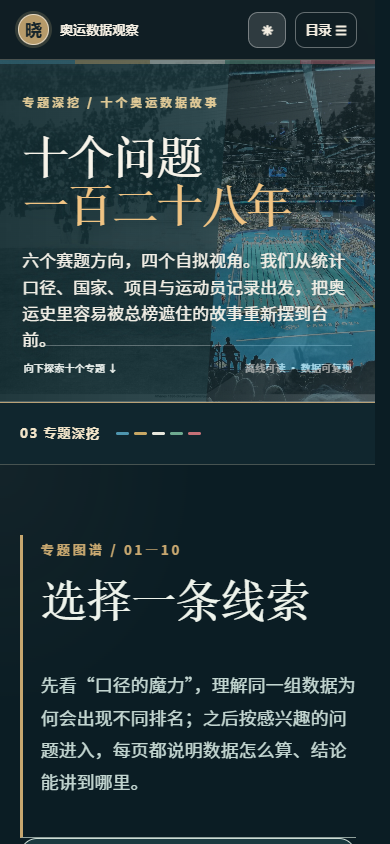 晓 奥运数据观察
目录
专题深挖 / 十个奥运数据故事
十个问题
一百二十八年
六个赛题方向，四个自拟视角。我们从统计
口径、国家、项目与运动员记录出发，把奥
运史里容易被总榜遮住的故事重新摆到台
前。
向下探索十个专题 ↓
离线可读 · 数据可复现
03 专题深挖
专题图谱 / 01—10
选择一条线索
先看“口径的魔力”，理解同一组数据为
何会出现不同排名；之后按感兴趣的问
题进入，每页都说明数据怎么算、结论
能讲到哪里。